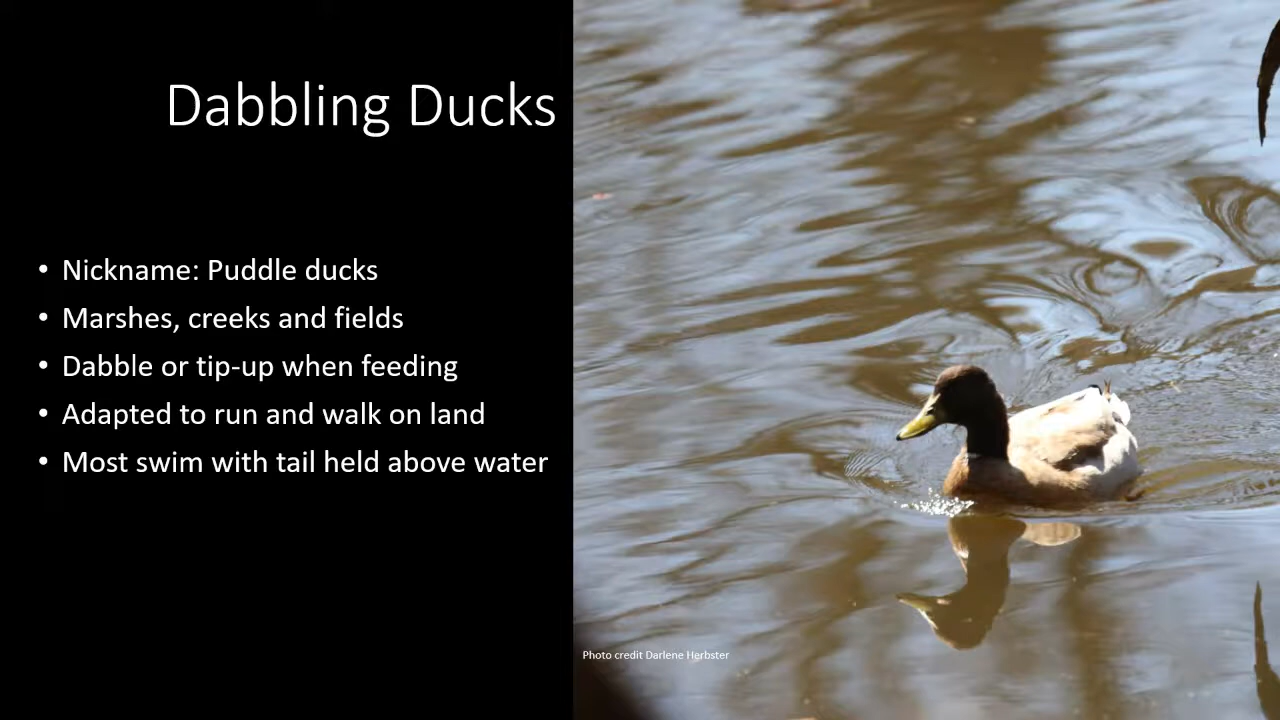 Dabbling Ducks
• Nickname: Puddle ducks
• Marshes, creeks and fields
• Dabble or tip-up when feeding
• Adapted to run and walk on land
• Most swim with tail held above water
Photo credit Darlene Herbster